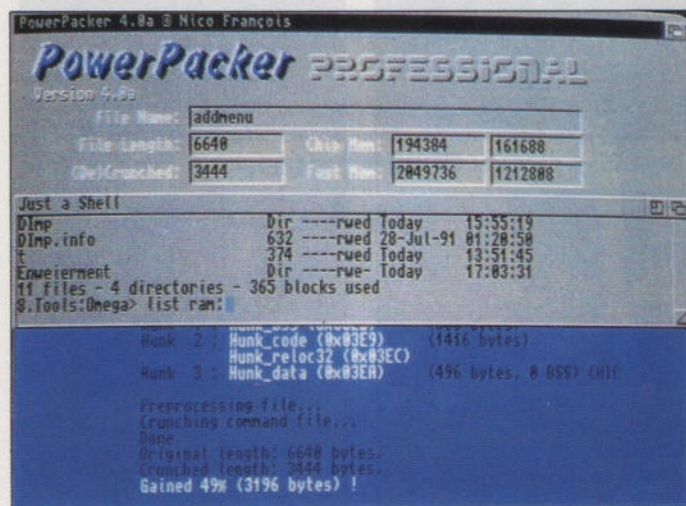 PowerPacker 4.0a © Nico François
PowerPacker PROFESSIONAL
Version 4.0a
File Name: addmenu
File Length: 6640 Chip Mem: 194384 161688
(De)Crunched: 3444 Fast Mem: 2049736 1212808
Just a Shell
DImp Dir ----rwed Today 15:55:19
DImp.info 632 ----rwed 28-Jul-91 01:20:50
t 374 ----rwed Today 13:51:45
Enweierment Dir ----rwe- Today 17:03:31
11 files - 4 directories - 365 blocks used
8.Tools:Omega> list ram:
Hunk 2 : Hunk_code (0x03E9) (1416 bytes)
Hunk_reloc32 (0x03EC)
Hunk 3 : Hunk_data (0x03EA) (496 bytes, 0 BSS) CHIP
Preprocessing file...
Crunching command file...
Done.
Original length: 6640 bytes.
Crunched length: 3444 bytes.
Gained 49% (3196 bytes) !